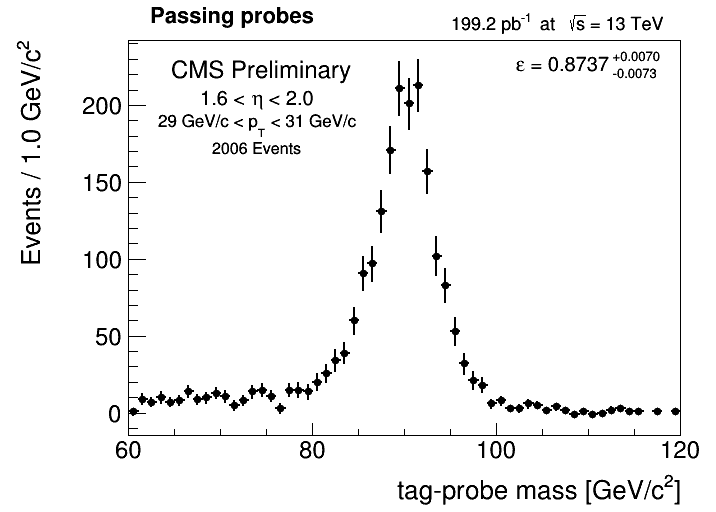 Passing probes
199.2 pb⁻¹ at √s = 13 TeV
CMS Preliminary
ε = 0.8737 +0.0070 -0.0073
1.6 < η < 2.0
29 GeV/c < p_T < 31 GeV/c
2006 Events
Events / 1.0 GeV/c²
200
150
100
50
0
60 80 100 120
tag-probe mass [GeV/c²]